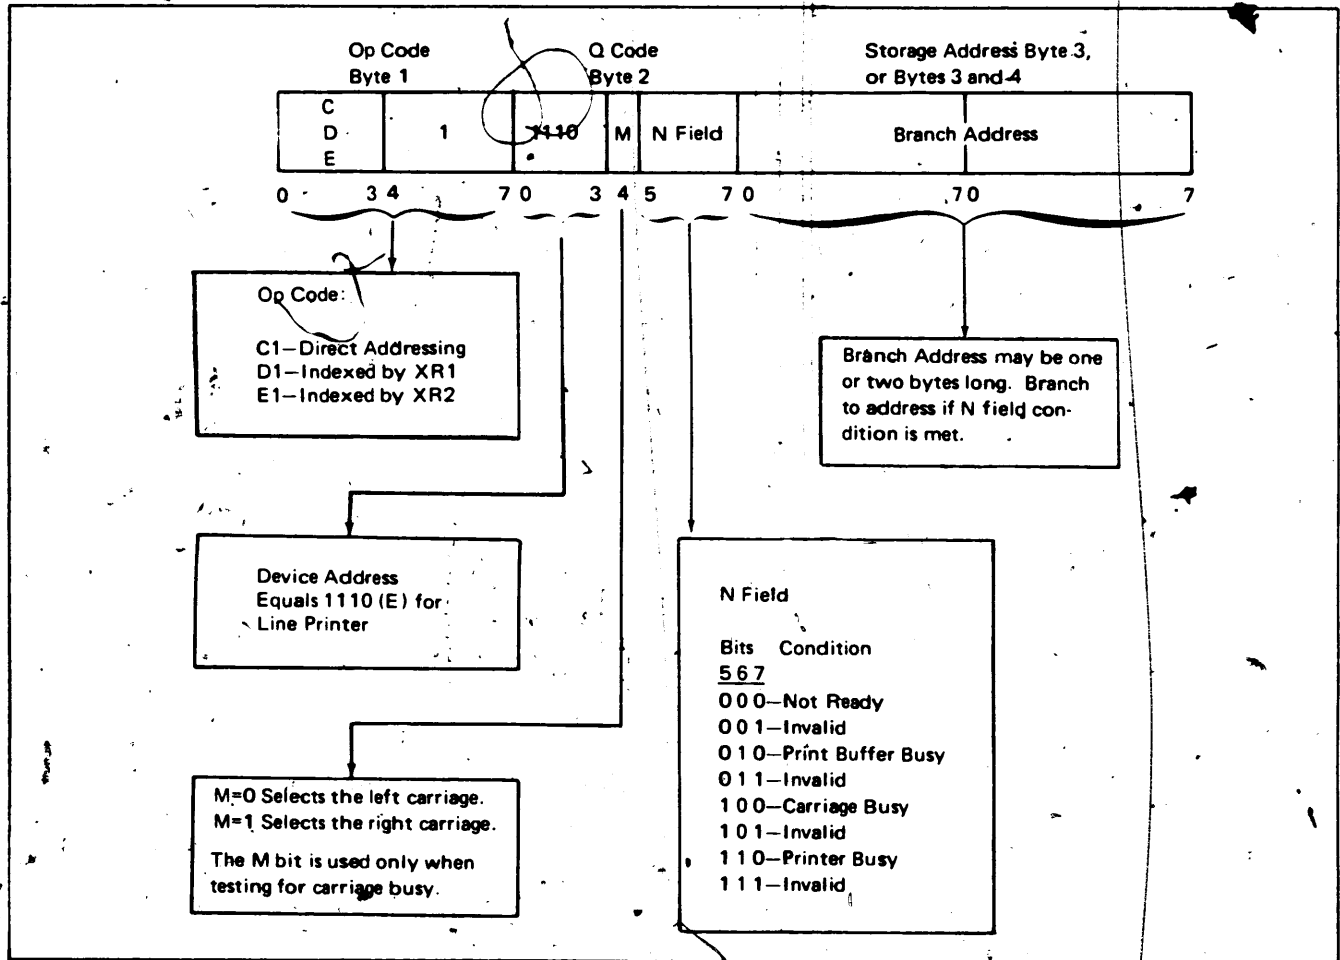 Op Code
Byte 1
Q Code
Byte 2
Storage Address Byte 3,
or Bytes 3 and 4
C
D
E
1
1110
M
N Field
Branch Address
0 3 4 7 0 3 4 5 7 0 7 0 7
Op Code:
C1—Direct Addressing
D1—Indexed by XR1
E1—Indexed by XR2
Branch Address may be one
or two bytes long. Branch
to address if N field con-
dition is met.
Device Address
Equals 1110 (E) for
Line Printer
N Field
Bits Condition
5 6 7
0 0 0—Not Ready
0 0 1—Invalid
0 1 0—Print Buffer Busy
0 1 1—Invalid
1 0 0—Carriage Busy
1 0 1—Invalid
1 1 0—Printer Busy
1 1 1—Invalid
M=0 Selects the left carriage.
M=1 Selects the right carriage.
The M bit is used only when
testing for carriage busy.